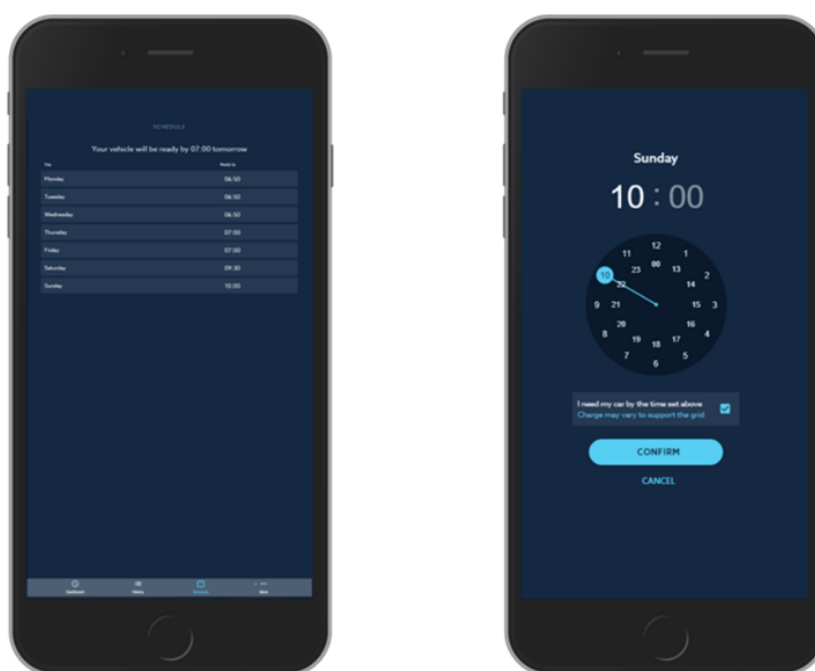 SCHEDULE
Your vehicle will be ready by 07:00 tomorrow
Day Ready by
Monday 06:50
Tuesday 06:50
Wednesday 06:50
Thursday 07:00
Friday 07:00
Saturday 09:30
Sunday 10:00
Dashboard History Schedule More
Sunday
10 : 00
12
11 1
00
23 13
10 2
22 14
9 21 15 3
20 16
8 4
19 17
18
7 5
6
I need my car by the time set above
Charge may vary to support the grid
CONFIRM
CANCEL